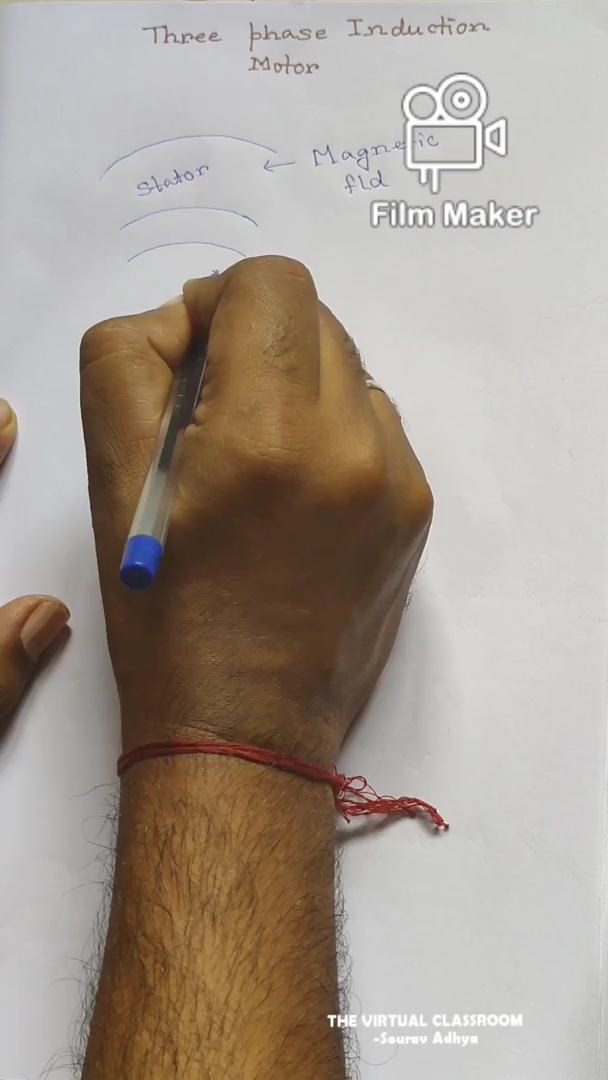 Three phase Induction
Motor
Stator
Magnetic
fld
Film Maker
THE VIRTUAL CLASSROOM
-Sourav Adhya